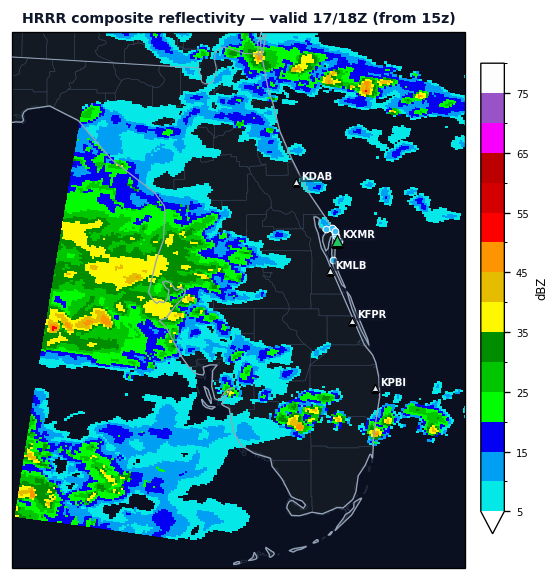 HRRR composite reflectivity — valid 17/18Z (from 15z)
KDAB
KXMR
KMLB
KFPR
KPBI
75
65
55
45
35
25
15
5
dBZ